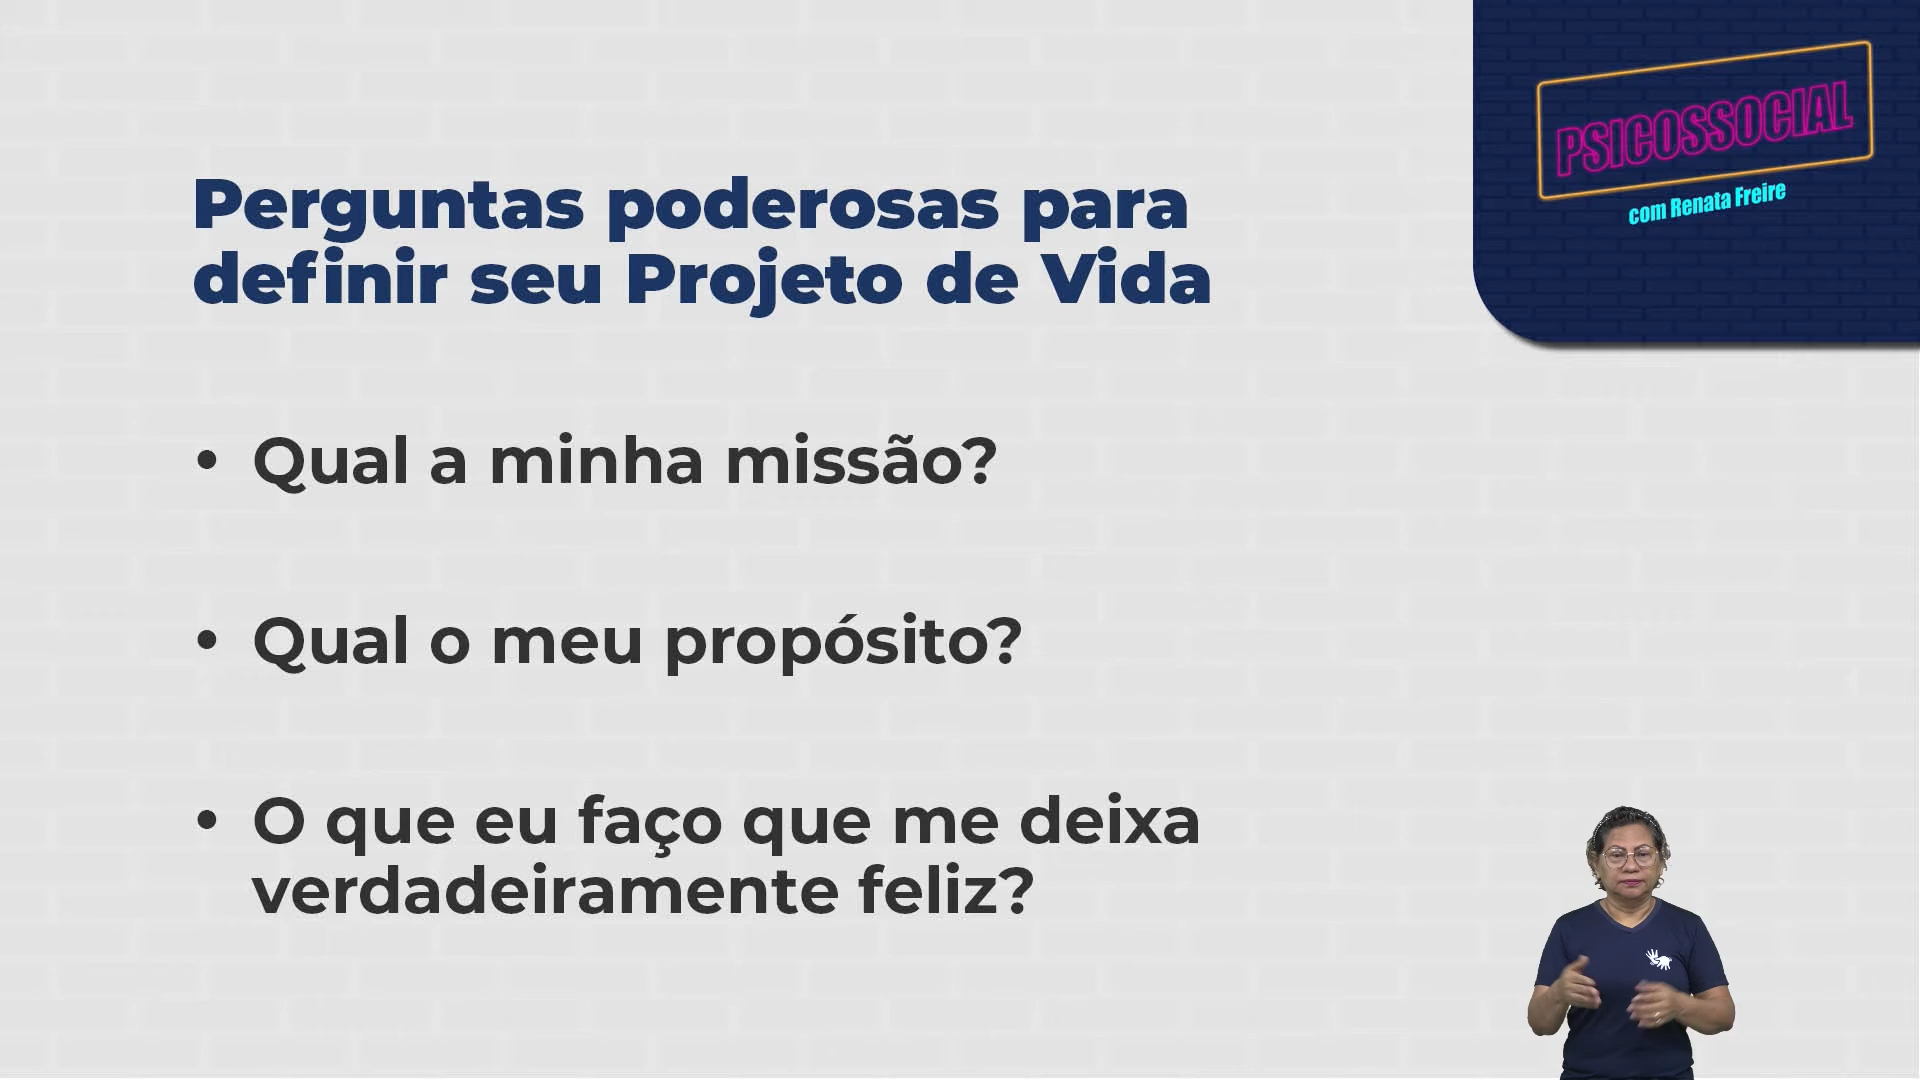 Perguntas poderosas para
definir seu Projeto de Vida
• Qual a minha missão?
• Qual o meu propósito?
• O que eu faço que me deixa
verdadeiramente feliz?
PSICOSSOCIAL
com Renata Freire